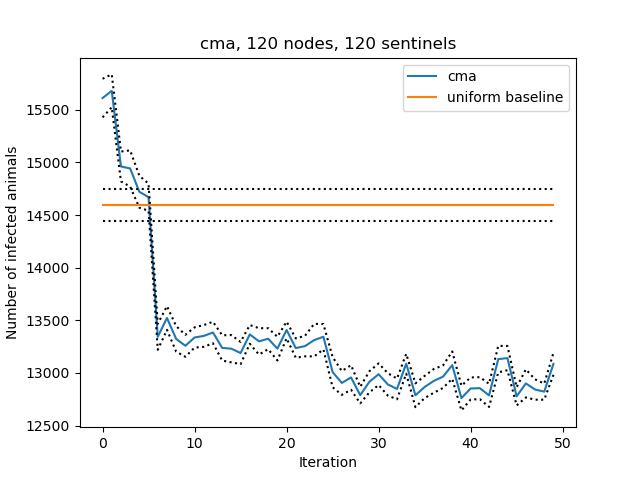 cma, 120 nodes, 120 sentinels
cma
uniform baseline
Number of infected animals
15500
15000
14500
14000
13500
13000
12500
0 10 20 30 40 50
Iteration